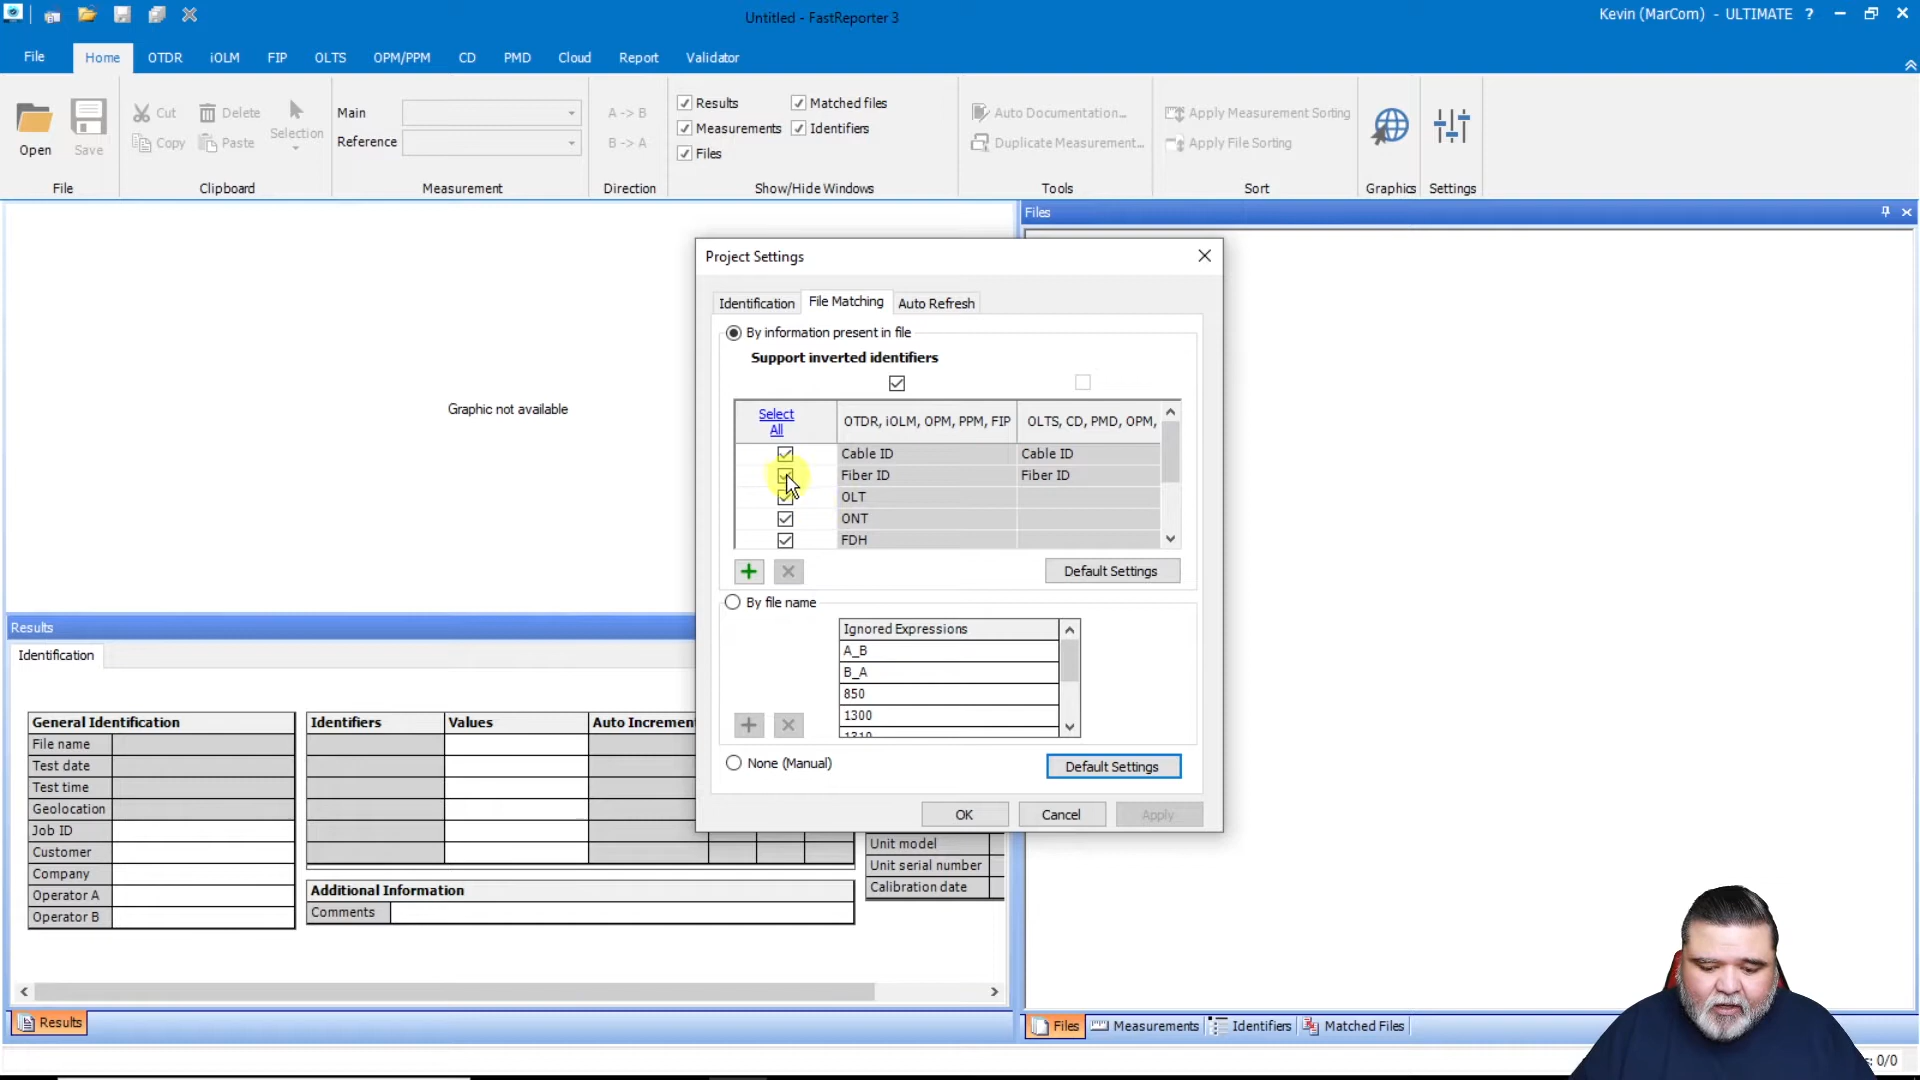 Untitled - FastReporter 3
Kevin (MarCom) - ULTIMATE ?
File Home OTDR iOLM FIP OLTS OPM/PPM CD PMD Cloud Report Validator
Open
Save
File
Cut
Copy
Delete
Paste
Selection
Clipboard
Main
Reference
Measurement
A -> B
B -> A
Direction
Results
Measurements
Files
Matched files
Identifiers
Show/Hide Windows
Auto Documentation...
Duplicate Measurement...
Tools
Apply Measurement Sorting
Apply File Sorting
Sort
Graphics
Settings
Graphic not available
Files
Project Settings
Identification File Matching Auto Refresh
By information present in file
Support inverted identifiers
Select All
OTDR, iOLM, OPM, PPM, FIP OLTS, CD, PMD, OPM,
Cable ID Cable ID
Fiber ID Fiber ID
OLT
ONT
FDH
Default Settings
By file name
Ignored Expressions
A_B
B_A
850
1300
1310
None (Manual)
Default Settings
OK Cancel Apply
Results
Identification
General Identification
File name
Test date
Test time
Geolocation
Job ID
Customer
Company
Operator A
Operator B
Identifiers Values Auto Incremen
Additional Information
Comments
Unit model
Unit serial number
Calibration date
Results
Files Measurements Identifiers Matched Files
s: 0/0